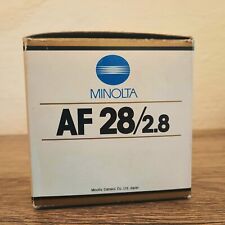 MINOLTA
AF 28/2.8
Minolta Camera Co., Ltd. Japan